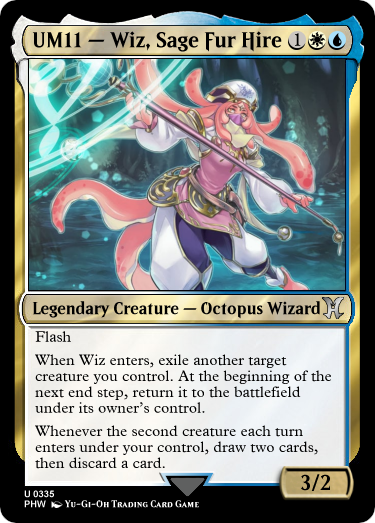 UM11 — Wiz, Sage Fur Hire 1
Legendary Creature — Octopus Wizard
Flash
When Wiz enters, exile another target
creature you control. At the beginning of the
next end step, return it to the battlefield
under its owner's control.
Whenever the second creature each turn
enters under your control, draw two cards,
then discard a card.
3/2
U 0335
PHW Yu-Gi-Oh Trading Card Game